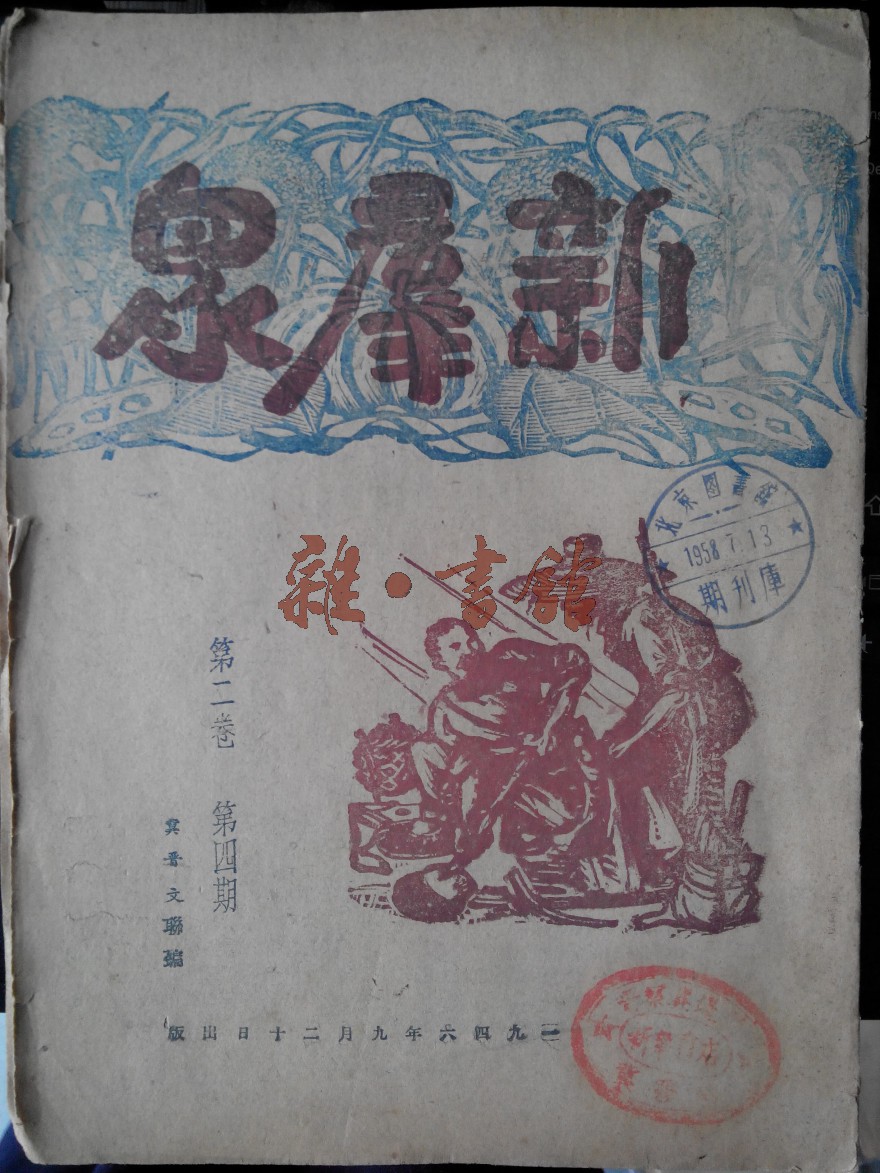 新羣衆
北京圖書館
1958.7.13
期刊庫
雜·書館
第二卷 第四期
冀晋文聯編
一九四六年九月二十日出版